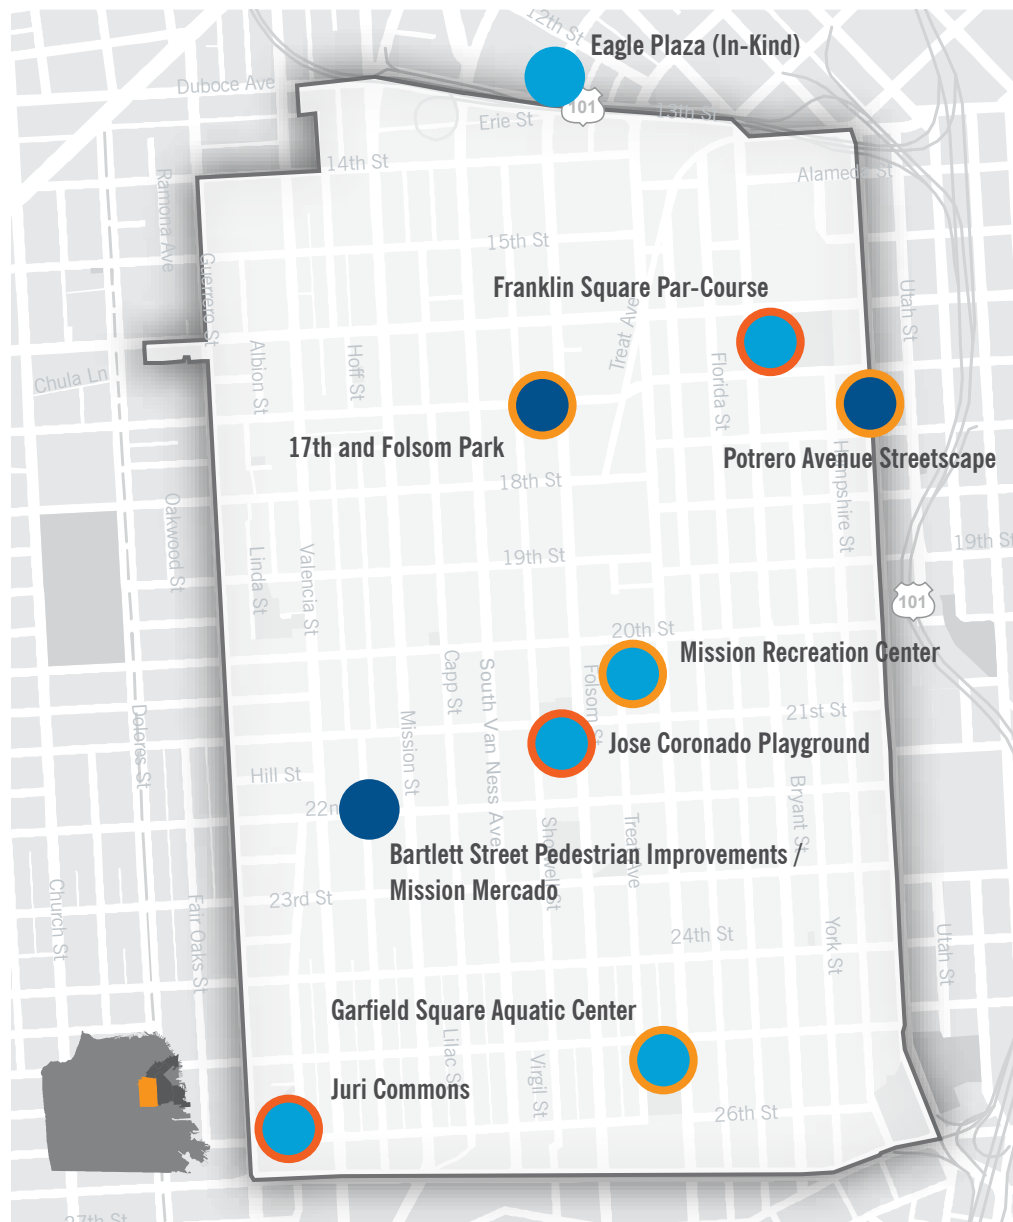 12th St
Eagle Plaza (In-Kind)
Duboce Ave
101
13th St
Erie St
14th St
Alameda St
Ramona Ave
15th St
Guerrero St
Franklin Square Par-Course
Utah St
Treat Ave
Albion St
Hoff St
Florida St
Chula Ln
17th and Folsom Park
Potrero Avenue Streetscape
Hampshire St
18th St
Oakwood St
19th St
19th St
Linda St
Valencia St
101
20th St
Mission Recreation Center
Capp St
South Van Ness Ave
Folsom St
Mission St
21st St
Dolores St
Jose Coronado Playground
Hill St
Bryant St
22n
Shotwell St
Treat Ave
Bartlett Street Pedestrian Improvements /
Mission Mercado
23rd St
Church St
Fair Oaks St
24th St
York St
Utah St
Garfield Square Aquatic Center
Lilac S
Virgil St
Juri Commons
26th St
27th St